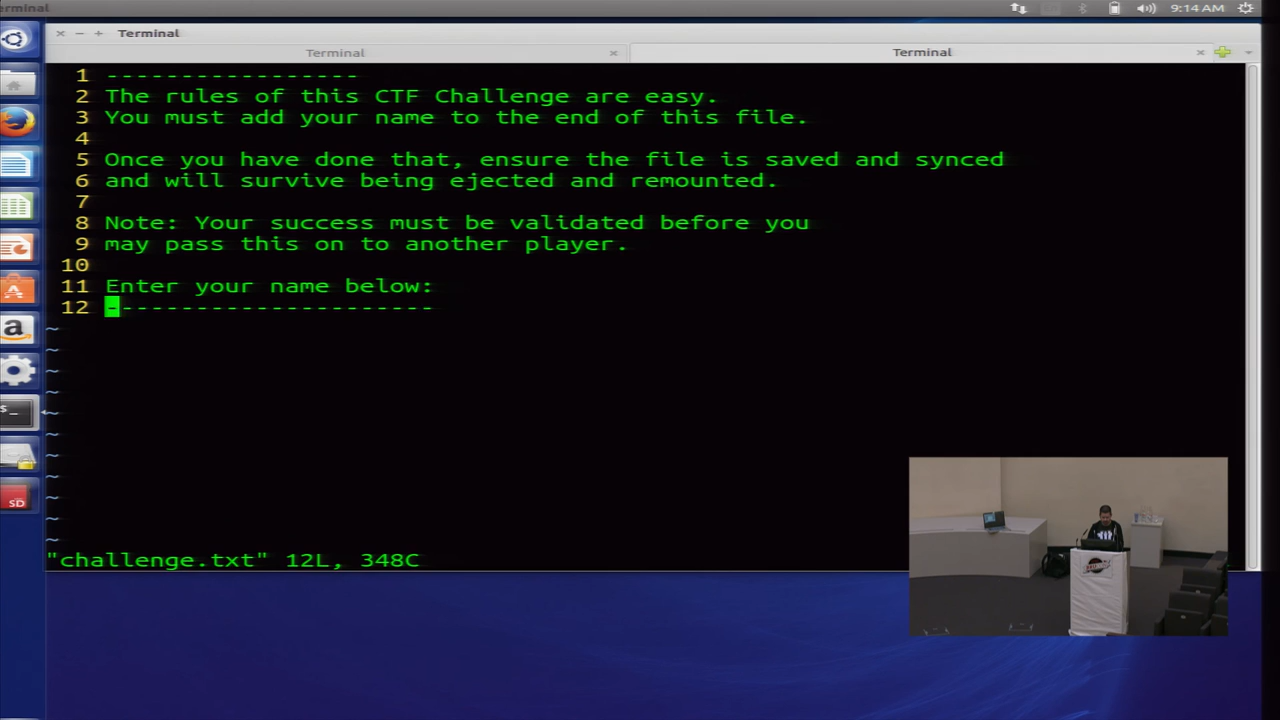 erminal
9:14 AM
Terminal
Terminal
Terminal
1 -----------------
2 The rules of this CTF Challenge are easy.
3 You must add your name to the end of this file.
4
5 Once you have done that, ensure the file is saved and synced
6 and will survive being ejected and remounted.
7
8 Note: Your success must be validated before you
9 may pass this on to another player.
10
11 Enter your name below:
12 ----------------------
~
~
~
~
~
~
~
~
~
~
~
"challenge.txt" 12L, 348C
SD